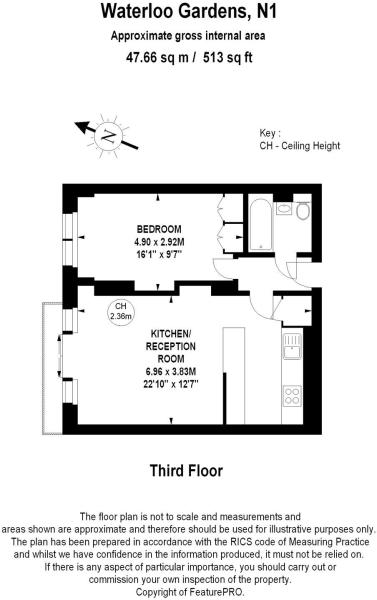 Waterloo Gardens, N1
Approximate gross internal area
47.66 sq m / 513 sq ft
N
Key :
CH - Ceiling Height
BEDROOM
4.90 x 2.92M
16'1" x 9'7"
CH
2.36m
KITCHEN/
RECEPTION
ROOM
6.96 x 3.83M
22'10" x 12'7"
Third Floor
The floor plan is not to scale and measurements and
areas shown are approximate and therefore should be used for illustrative purposes only.
The plan has been prepared in accordance with the RICS code of Measuring Practice
and whilst we have confidence in the information produced, it must not be relied on.
If there is any aspect of particular importance, you should carry out or
commission your own inspection of the property.
Copyright of FeaturePRO.